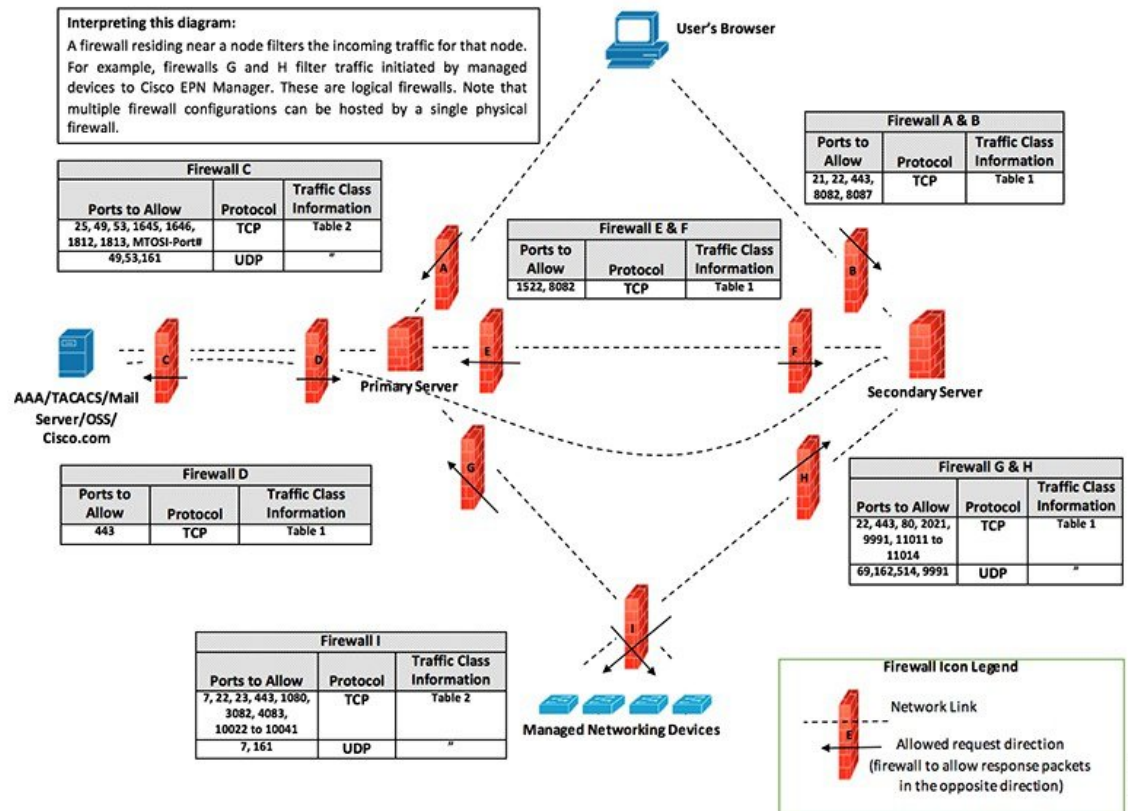 Interpreting this diagram:
A firewall residing near a node filters the incoming traffic for that node.
For example, firewalls G and H filter traffic initiated by managed
devices to Cisco EPN Manager. These are logical firewalls. Note that
multiple firewall configurations can be hosted by a single physical
firewall.
User's Browser
Firewall A & B
Ports to Allow Protocol Traffic Class Information
21, 22, 443,
8082, 8087 TCP Table 1
Firewall C
Ports to Allow Protocol Traffic Class Information
25, 49, 53, 1645, 1646,
1812, 1813, MTOSI-Port# TCP Table 2
49,53,161 UDP "
Firewall E & F
Ports to Allow Protocol Traffic Class Information
1522, 8082 TCP Table 1
A
B
C
D
E
F
Primary Server
Secondary Server
AAA/TACACS/Mail
Server/OSS/
Cisco.com
G
H
Firewall D
Ports to Allow Protocol Traffic Class Information
443 TCP Table 1
Firewall G & H
Ports to Allow Protocol Traffic Class Information
22, 443, 80, 2021,
9991, 11011 to
11014 TCP Table 1
69,162,514, 9991 UDP "
I
Firewall I
Ports to Allow Protocol Traffic Class Information
7, 22, 23, 443, 1080,
3082, 4083,
10022 to 10041 TCP Table 2
7, 161 UDP "
Managed Networking Devices
Firewall Icon Legend
Network Link
E
Allowed request direction
(firewall to allow response packets
in the opposite direction)